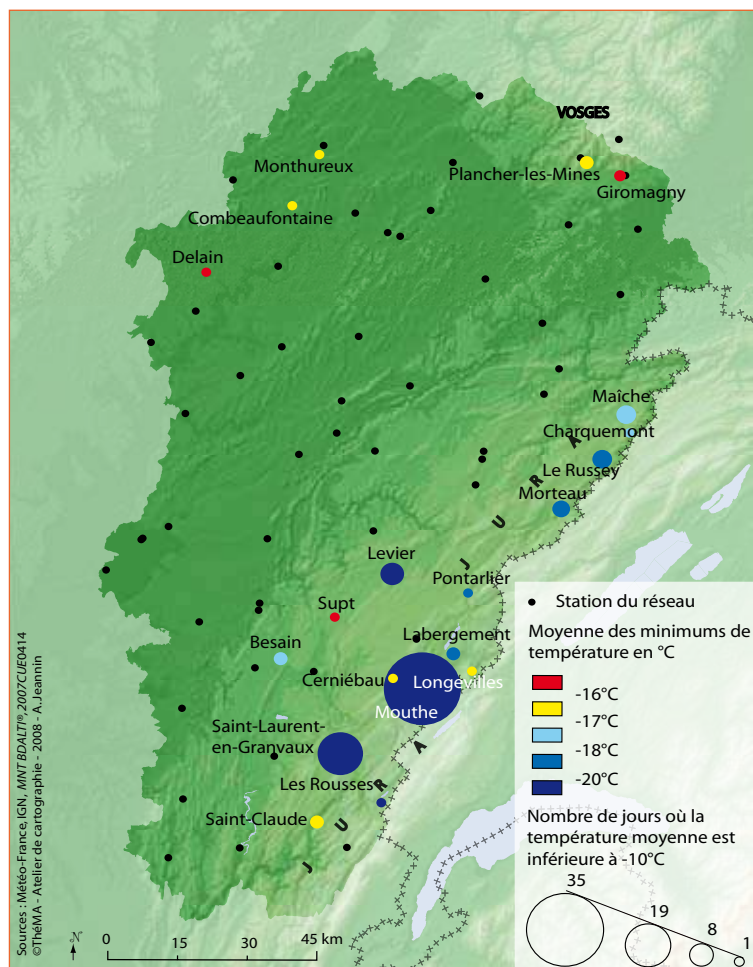 VOSGES
Monthureux
Plancher-les-Mines
Giromagny
Combeaufontaine
Delain
Maîche
Charquemont
Le Russey
Morteau
JURA
Levier
Pontarlier
Supt
Labergement
Besain
Cerniébau
Longevilles
Mouthe
Saint-Laurent-
en-Granvaux
Les Rousses
Saint-Claude
JURA
Station du réseau
Moyenne des minimums de
température en °C
-16°C
-17°C
-18°C
-20°C
Nombre de jours où la
température moyenne est
inférieure à -10°C
35
19
8
1
N
0 15 30 45 km
Sources : Météo-France, IGN, MNT BDALTI®, 2007CUE0414
©ThéMA - Atelier de cartographie - 2008 - A. Jeannin